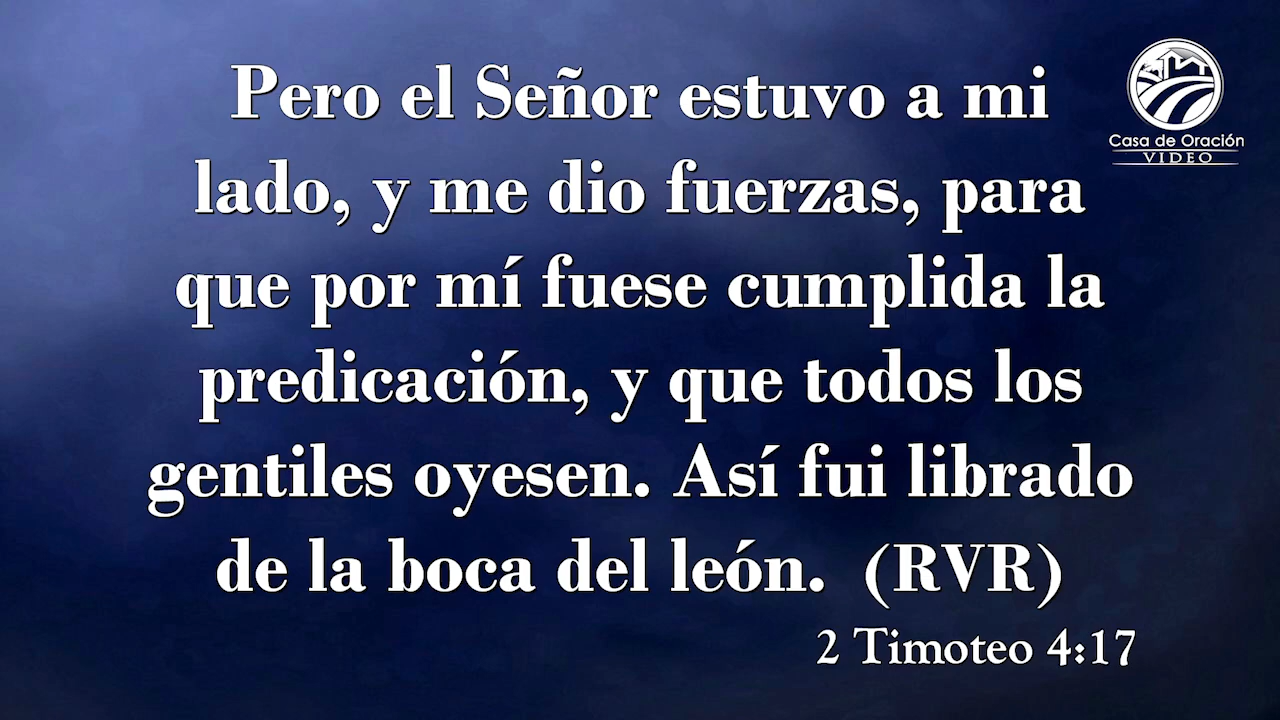 Pero el Señor estuvo a mi
lado, y me dio fuerzas, para
que por mí fuese cumplida la
predicación, y que todos los
gentiles oyesen. Así fui librado
de la boca del león. (RVR)
2 Timoteo 4:17
Casa de Oración
VIDEO